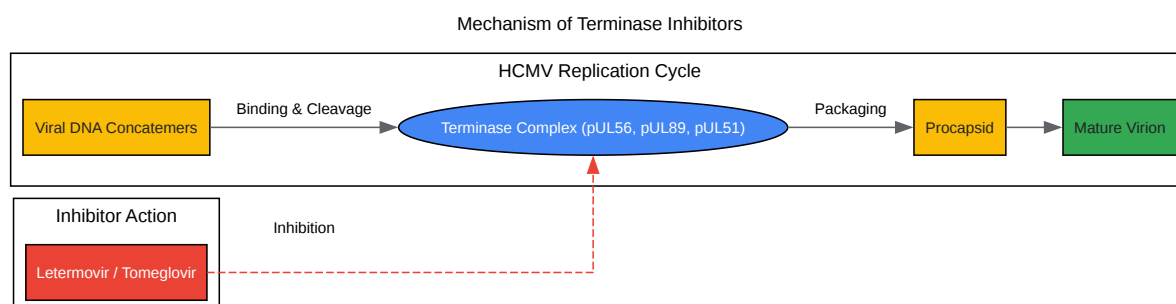 Mechanism of Terminase Inhibitors
HCMV Replication Cycle
Viral DNA Concatemers
Binding & Cleavage
Terminase Complex (pUL56, pUL89, pUL51)
Packaging
Procapsid
Mature Virion
Inhibitor Action
Letermovir / Tomeglovir
Inhibition